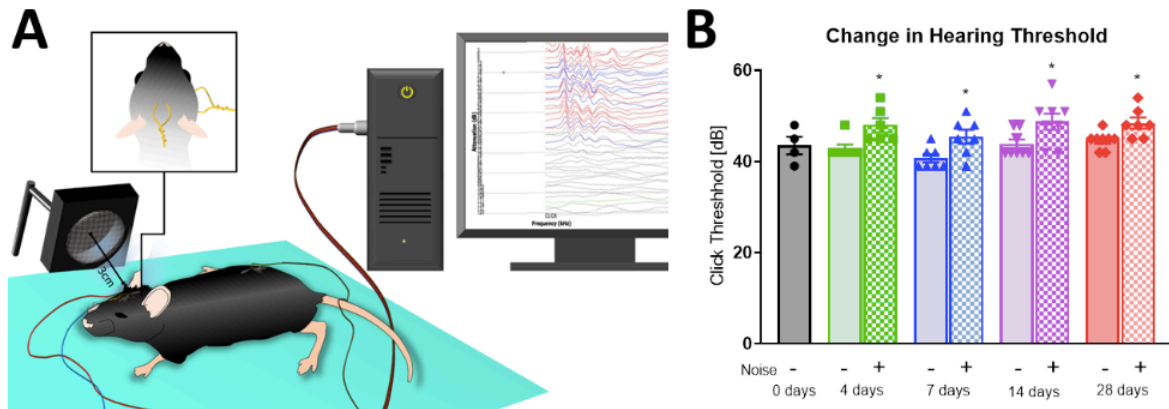 A
3cm
Attenuation (dB)
CLICK
Frequency (kHz)
B
Change in Hearing Threshold
Click Threshhold [dB]
60
40
20
0
* * * *
Noise - - + - + - + - +
0 days 4 days 7 days 14 days 28 days